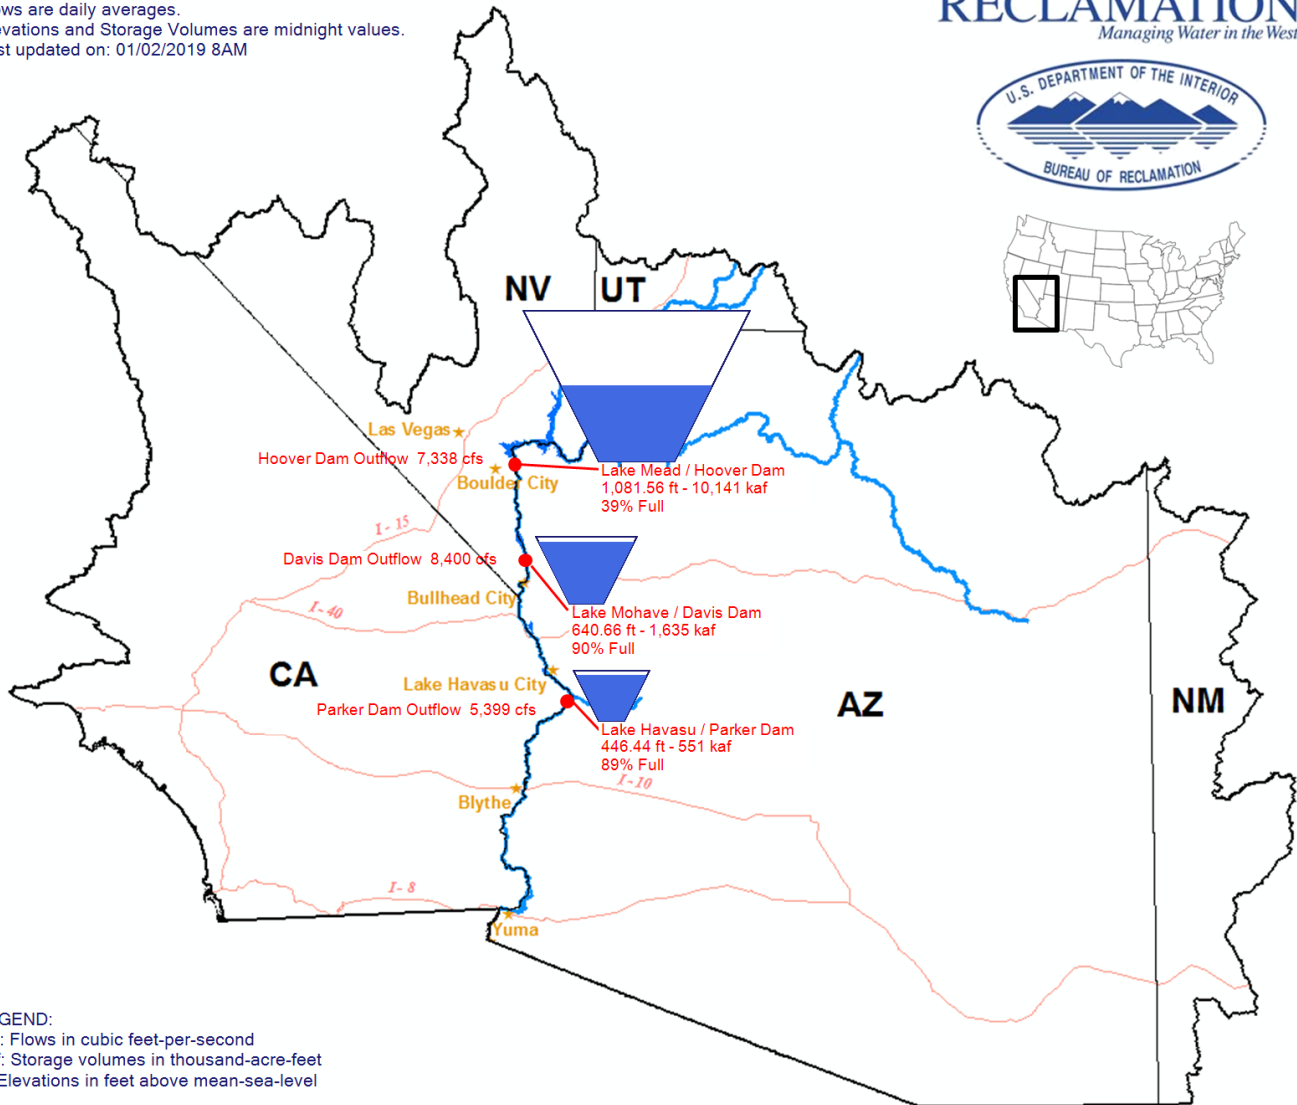 ows are daily averages.
evations and Storage Volumes are midnight values.
st updated on: 01/02/2019 8AM
RECLAMATION
Managing Water in the West
U.S. DEPARTMENT OF THE INTERIOR
BUREAU OF RECLAMATION
NV
UT
Las Vegas
Hoover Dam Outflow 7,338 cfs
Boulder City
Lake Mead / Hoover Dam
1,081.56 ft - 10,141 kaf
39% Full
I - 15
Davis Dam Outflow 8,400 cfs
Bullhead City
I - 40
Lake Mohave / Davis Dam
640.66 ft - 1,635 kaf
90% Full
CA
Lake Havasu City
AZ
NM
Parker Dam Outflow 5,399 cfs
Lake Havasu / Parker Dam
446.44 ft - 551 kaf
89% Full
I - 10
Blythe
I - 8
Yuma
GEND:
: Flows in cubic feet-per-second
f: Storage volumes in thousand-acre-feet
Elevations in feet above mean-sea-level